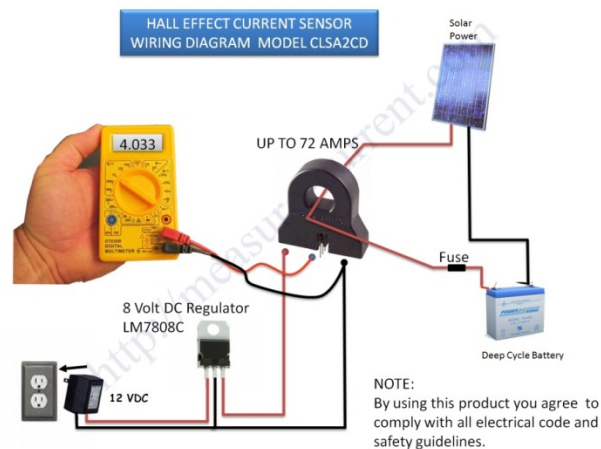 HALL EFFECT CURRENT SENSOR
WIRING DIAGRAM MODEL CLSA2CD
Solar
Power
4.033
UP TO 72 AMPS
DIGITAL
MULTIMETER
Fuse
8 Volt DC Regulator
LM7808C
Deep Cycle Battery
12 VDC
NOTE:
By using this product you agree to
comply with all electrical code and
safety guidelines.